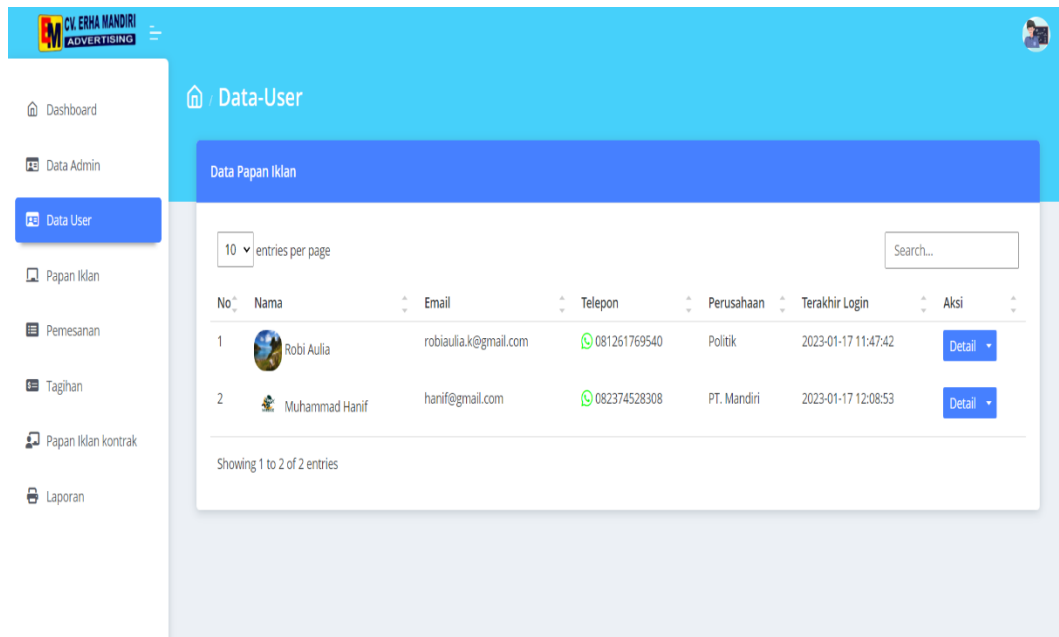 CV. ERHA MANDIRI
EM ADVERTISING
Dashboard
Data Admin
Data User
Papan Iklan
Pemesanan
Tagihan
Papan Iklan kontrak
Laporan
/ Data-User
Data Papan Iklan
10 entries per page
Search...
No Nama Email Telepon Perusahaan Terakhir Login Aksi
1 Robi Aulia robiaulia.k@gmail.com 081261769540 Politik 2023-01-17 11:47:42 Detail
2 Muhammad Hanif hanif@gmail.com 082374528308 PT. Mandiri 2023-01-17 12:08:53 Detail
Showing 1 to 2 of 2 entries